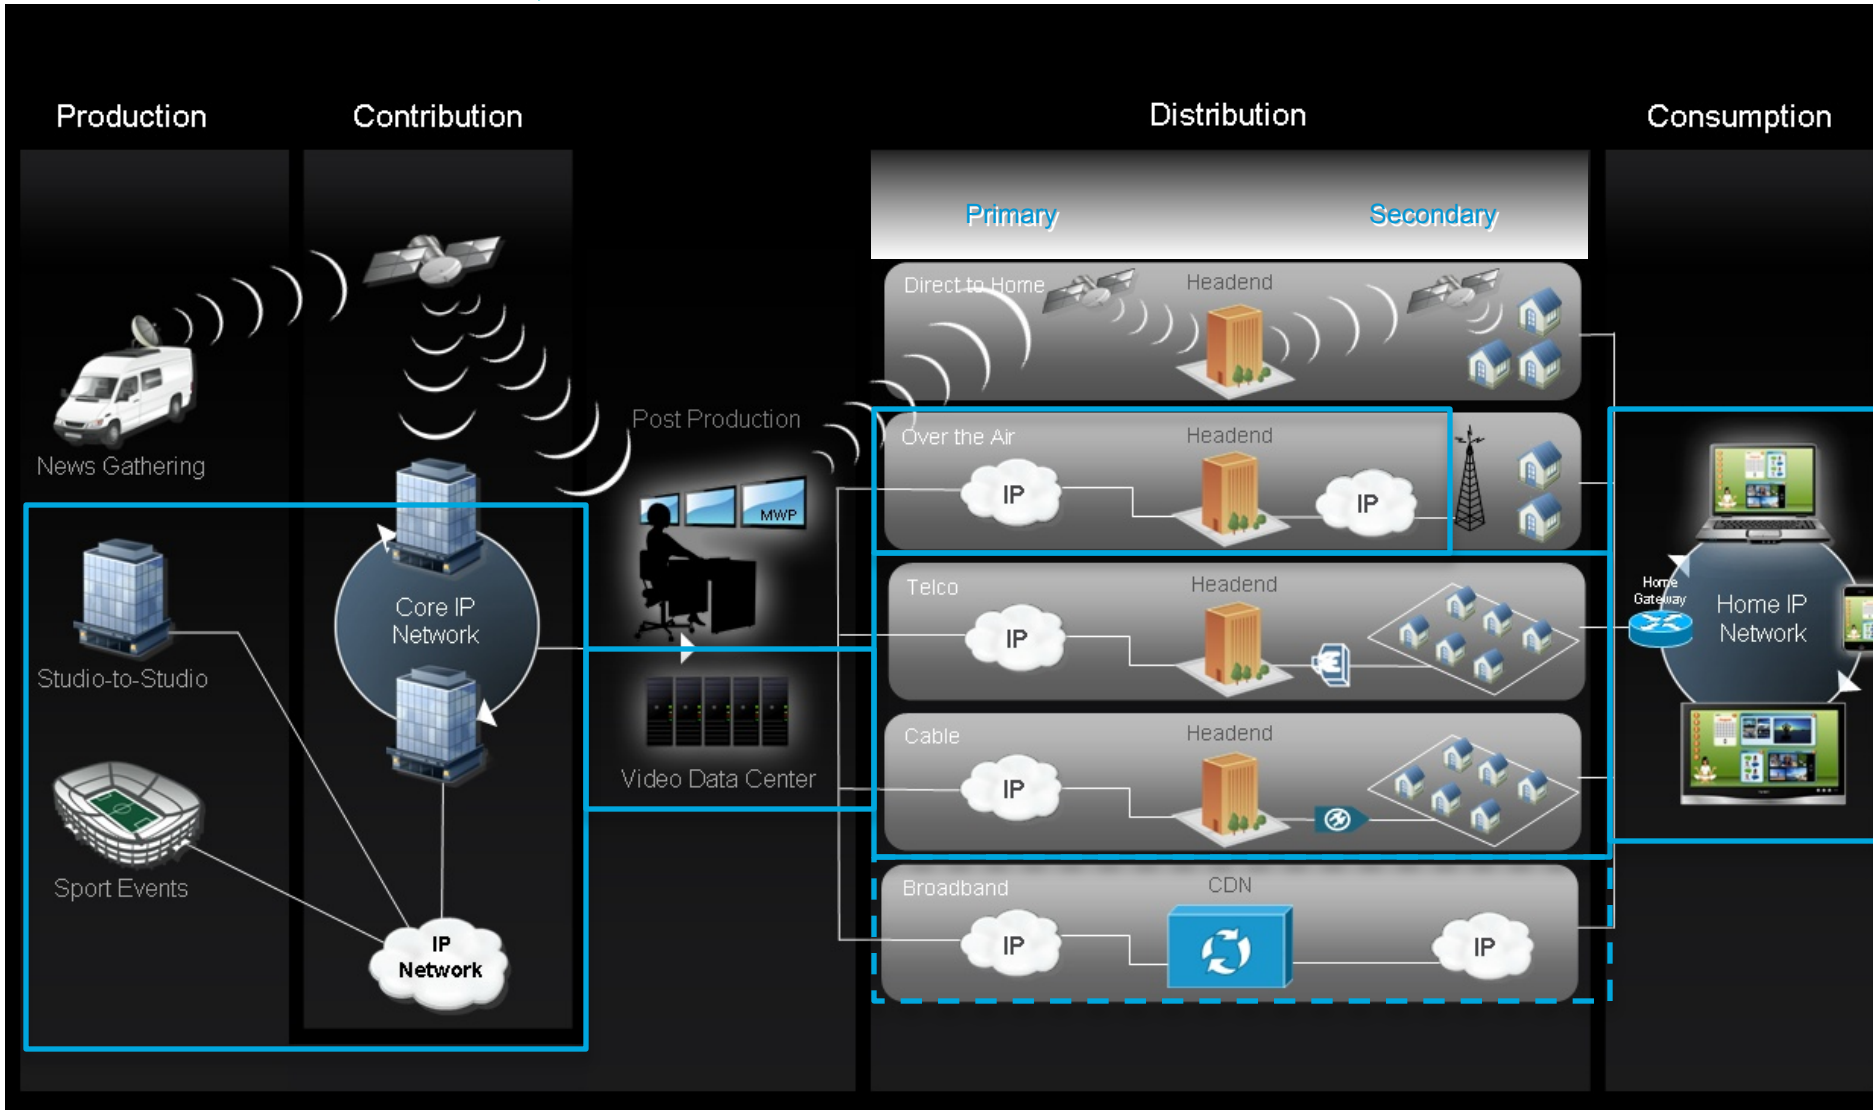 Production
Contribution
Distribution
Consumption
Primary
Secondary
Direct to Home
Headend
News Gathering
Post Production
MWP
Over the Air
Headend
IP
IP
Studio-to-Studio
Core IP
Network
Telco
Headend
IP
Home
Gateway
Home IP
Network
Video Data Center
Cable
Headend
IP
Sport Events
IP
Network
Broadband
CDN
IP
IP